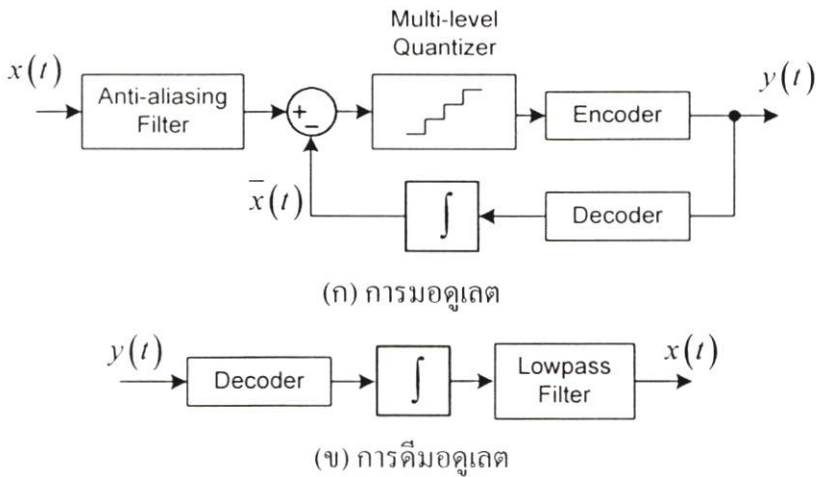 Multi-level
Quantizer
x(t)
Anti-aliasing
Filter
+
−
Encoder
y(t)
x̄(t)
∫
Decoder
(ก) การมอดูเลต
y(t)
Decoder
∫
Lowpass
Filter
x(t)
(ข) การดีมอดูเลต